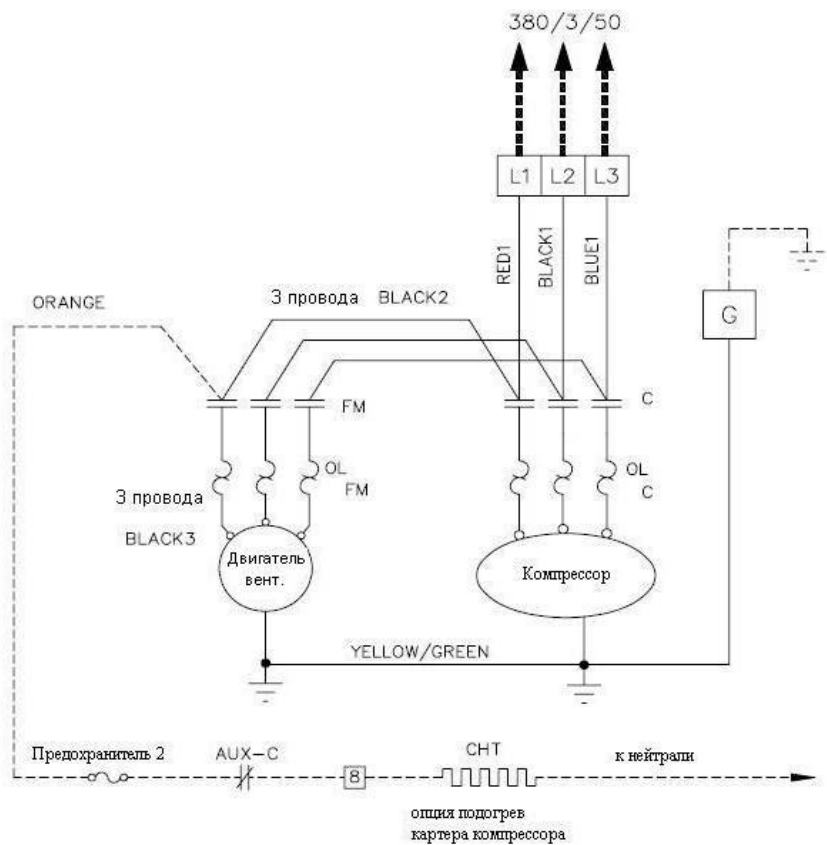 380/3/50
L1 L2 L3
RED1
BLACK1
BLUE1
ORANGE
3 провода BLACK2
G
FM
C
OL
FM
OL
C
3 провода
BLACK3
Двигатель
вент.
Компрессор
YELLOW/GREEN
Предохранитель 2
AUX-C
8
CHT
к нейтрали
опция подогрев
картера компрессора